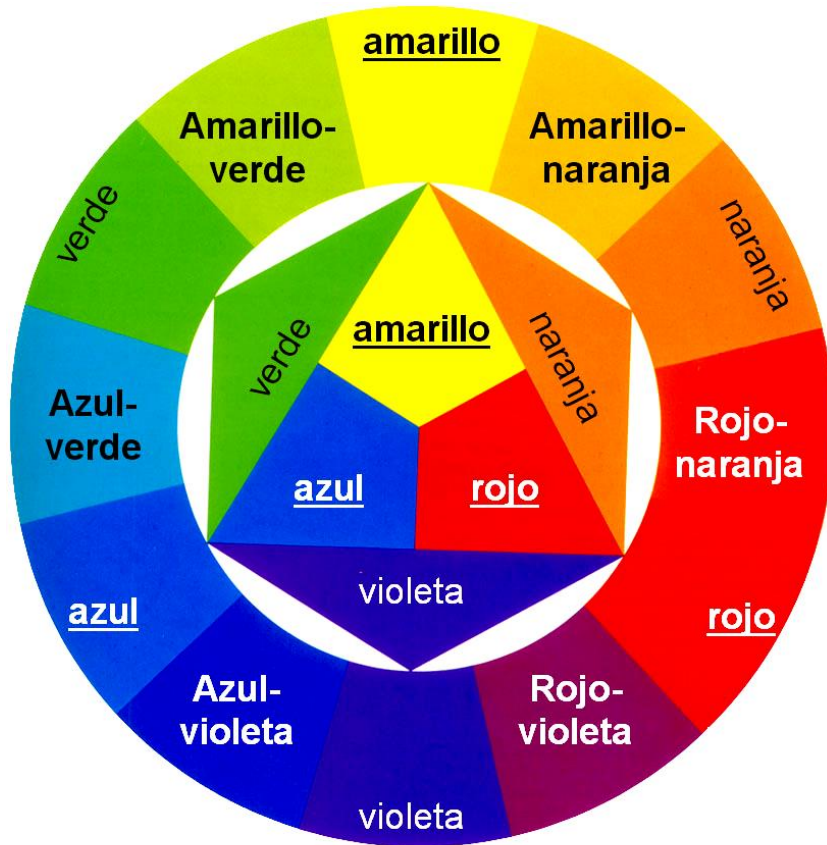 amarillo
Amarillo-
verde
Amarillo-
naranja
verde
naranja
amarillo
verde
naranja
Azul-
verde
Rojo-
naranja
azul
rojo
violeta
azul
rojo
Azul-
violeta
Rojo-
violeta
violeta